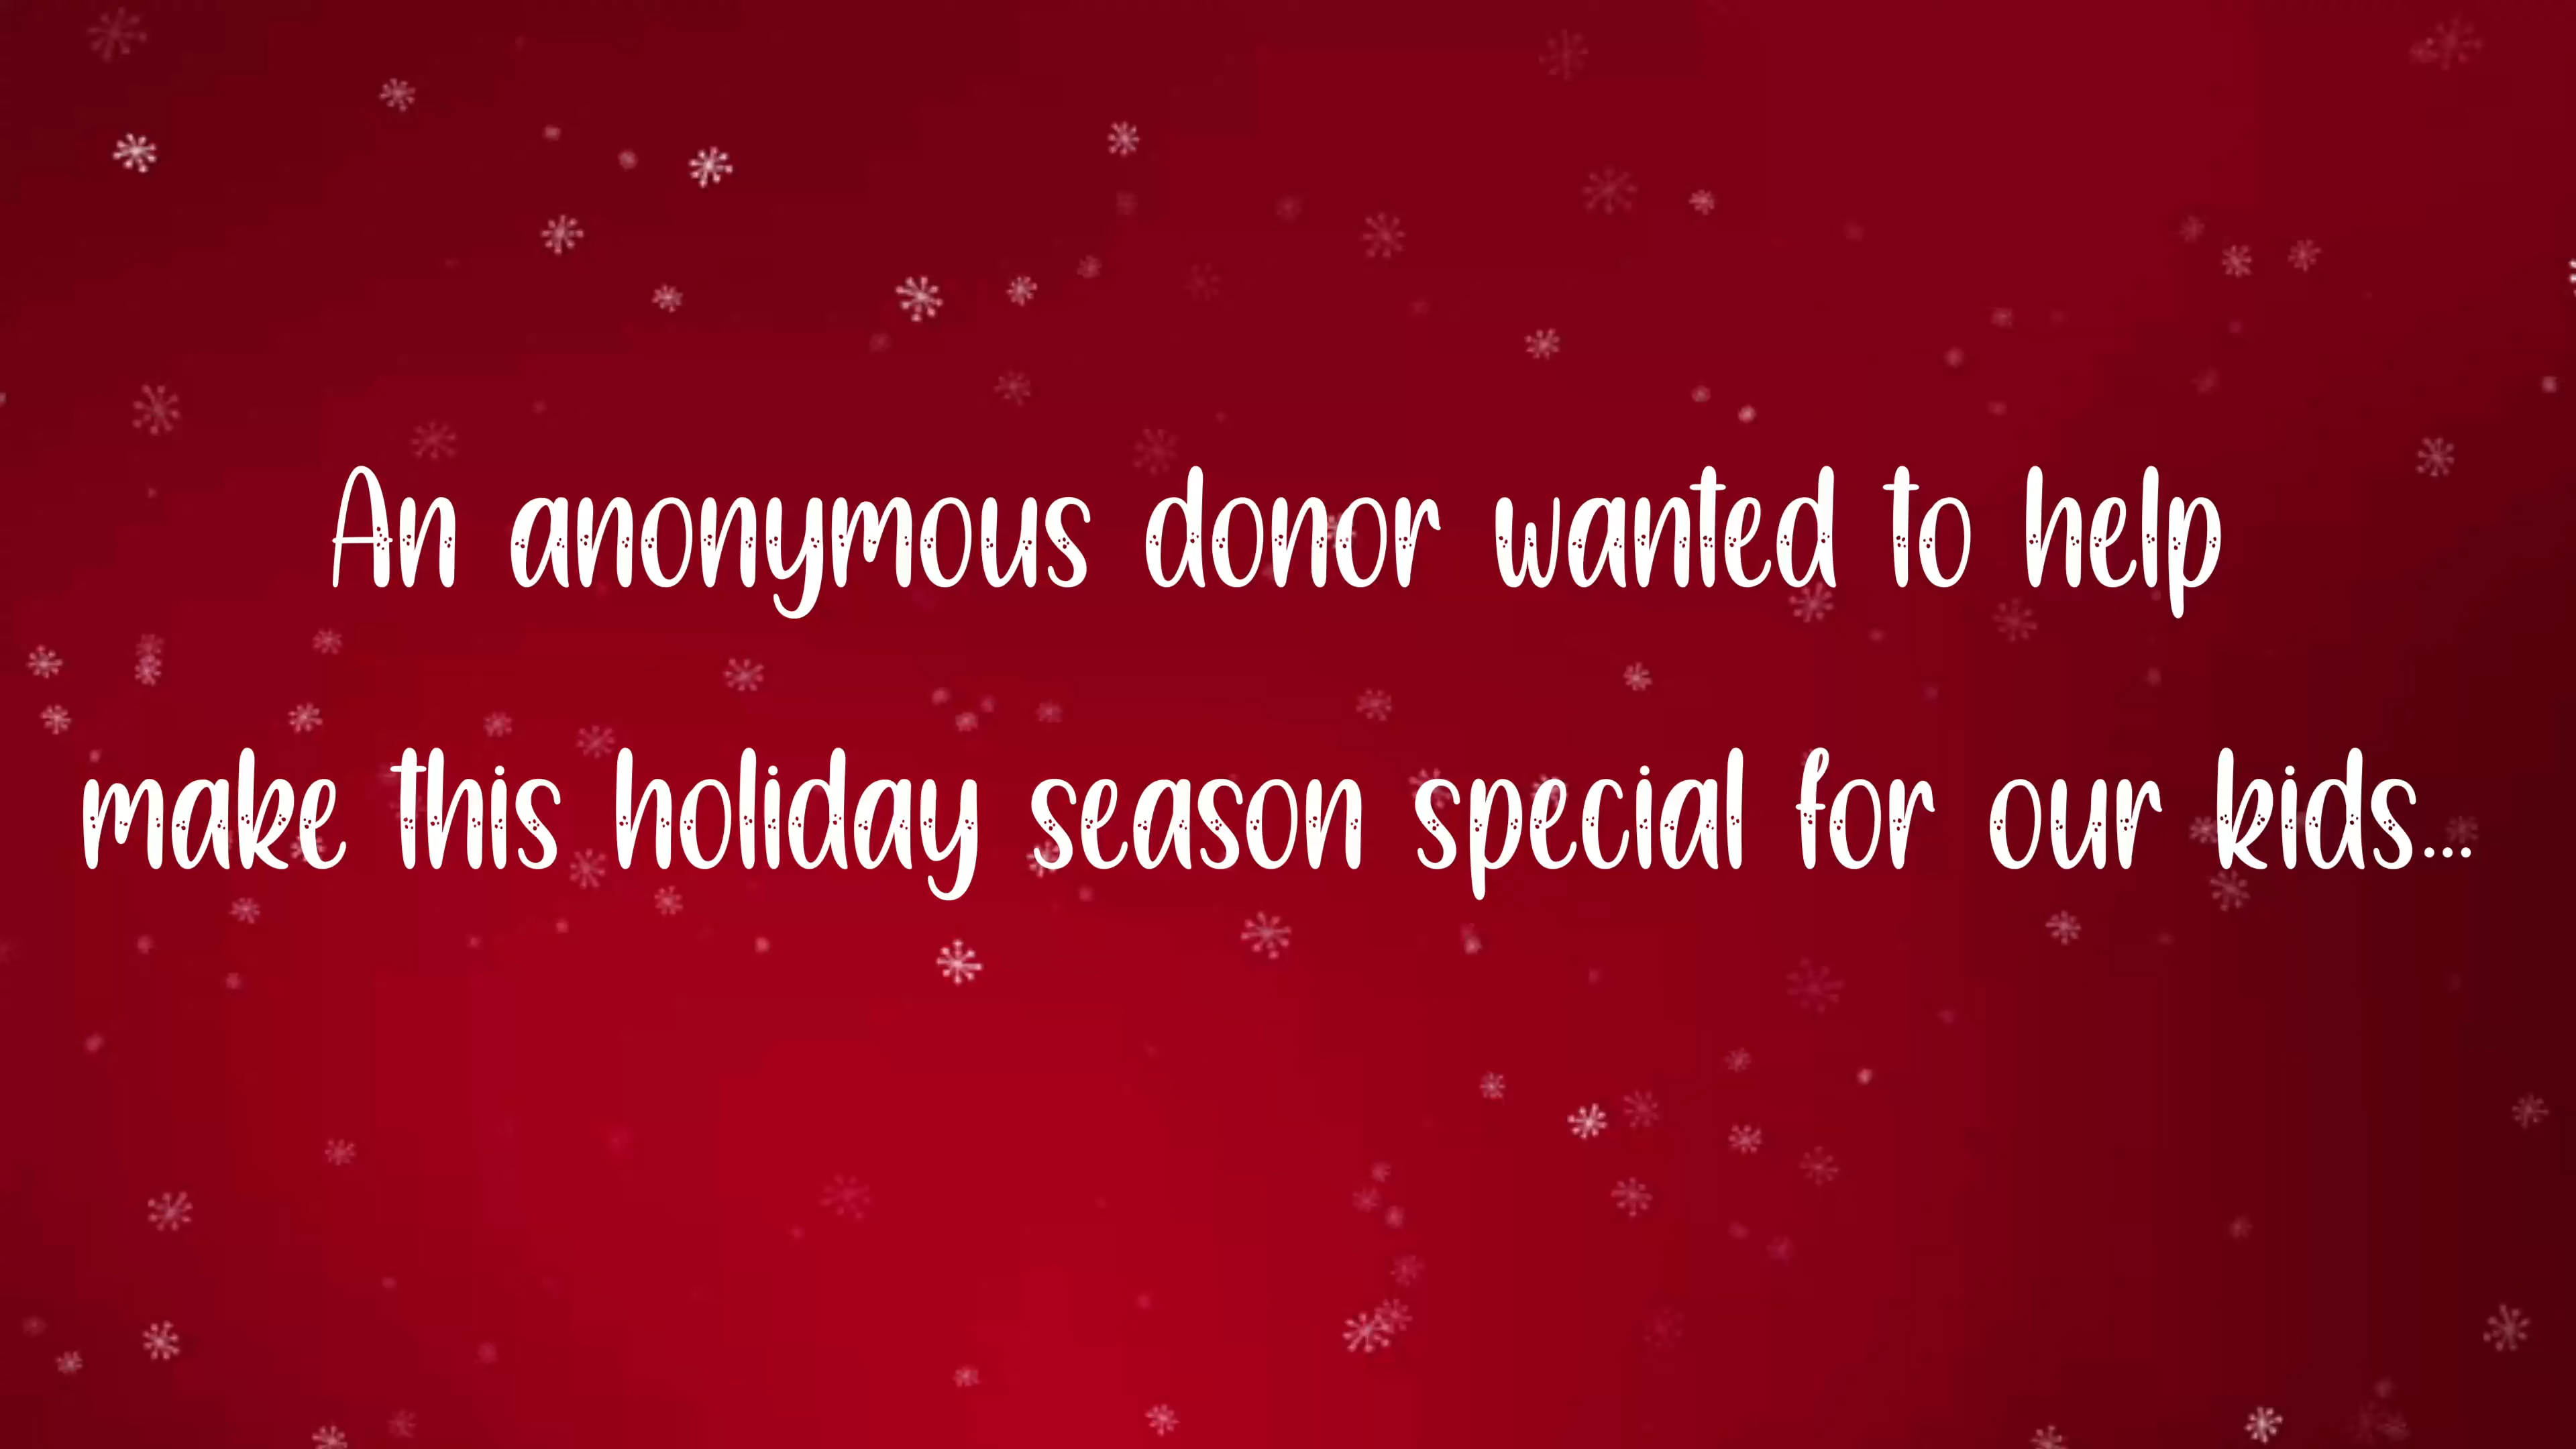 An anonymous donor wanted to help
make this holiday season special for our kids...